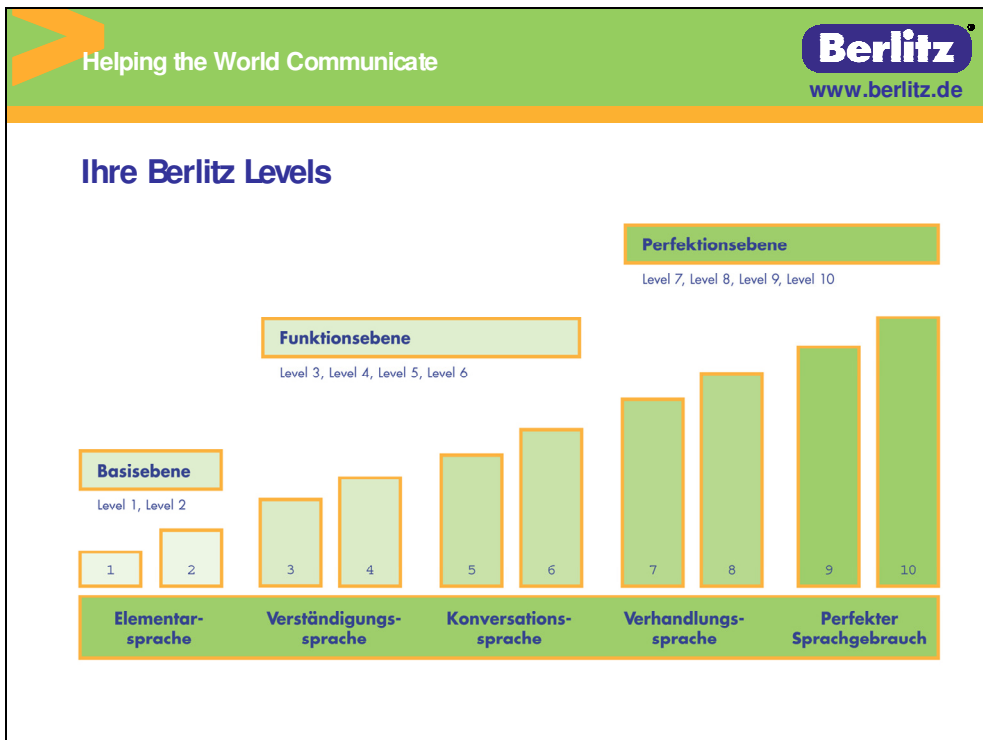 Helping the World Communicate
Berlitz
www.berlitz.de
Ihre Berlitz Levels
Perfektionsebene
Level 7, Level 8, Level 9, Level 10
Funktionsebene
Level 3, Level 4, Level 5, Level 6
Basisebene
Level 1, Level 2
1 2 3 4 5 6 7 8 9 10
Elementar-
sprache
Verständigungs-
sprache
Konversations-
sprache
Verhandlungs-
sprache
Perfekter
Sprachgebrauch